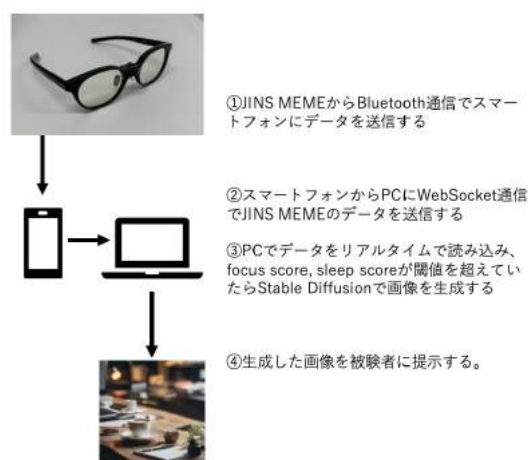 ①JINS MEMEからBluetooth通信でスマー
トフォンにデータを送信する
②スマートフォンからPCにWebSocket通信
でJINS MEMEのデータを送信する
③PCでデータをリアルタイムで読み込み、
focus score, sleep scoreが閾値を超えてい
たらStable Diffusionで画像を生成する
④生成した画像を被験者に提示する。